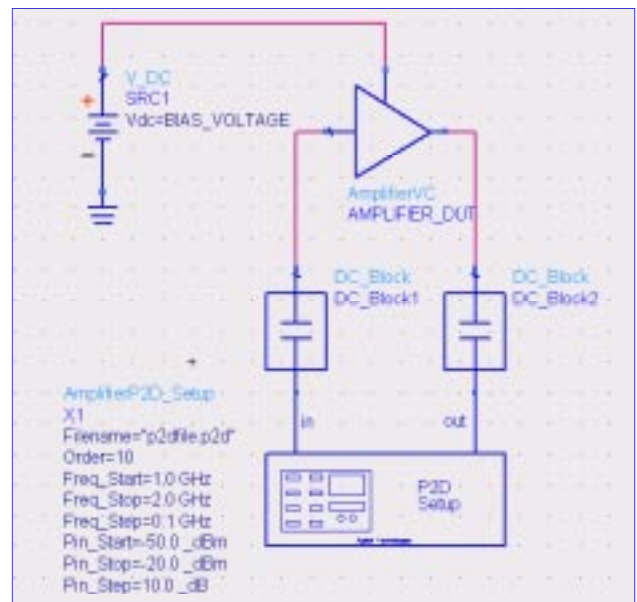 V_DC
SRC1
Vdc=BIAS_VOLTAGE
AmplifierVC
AMPLIFIER_DUT
DC_Block
DC_Block1
DC_Block
DC_Block2
AmplifierP2D_Setup
X1
Filename="p2dfile.p2d"
Order=10
Freq_Start=1.0 GHz
Freq_Stop=2.0 GHz
Freq_Step=0.1 GHz
Pin_Start=-50.0 _dBm
Pin_Stop=-20.0 _dBm
Pin_Step=10.0 _dB
in
out
P2D
Setup